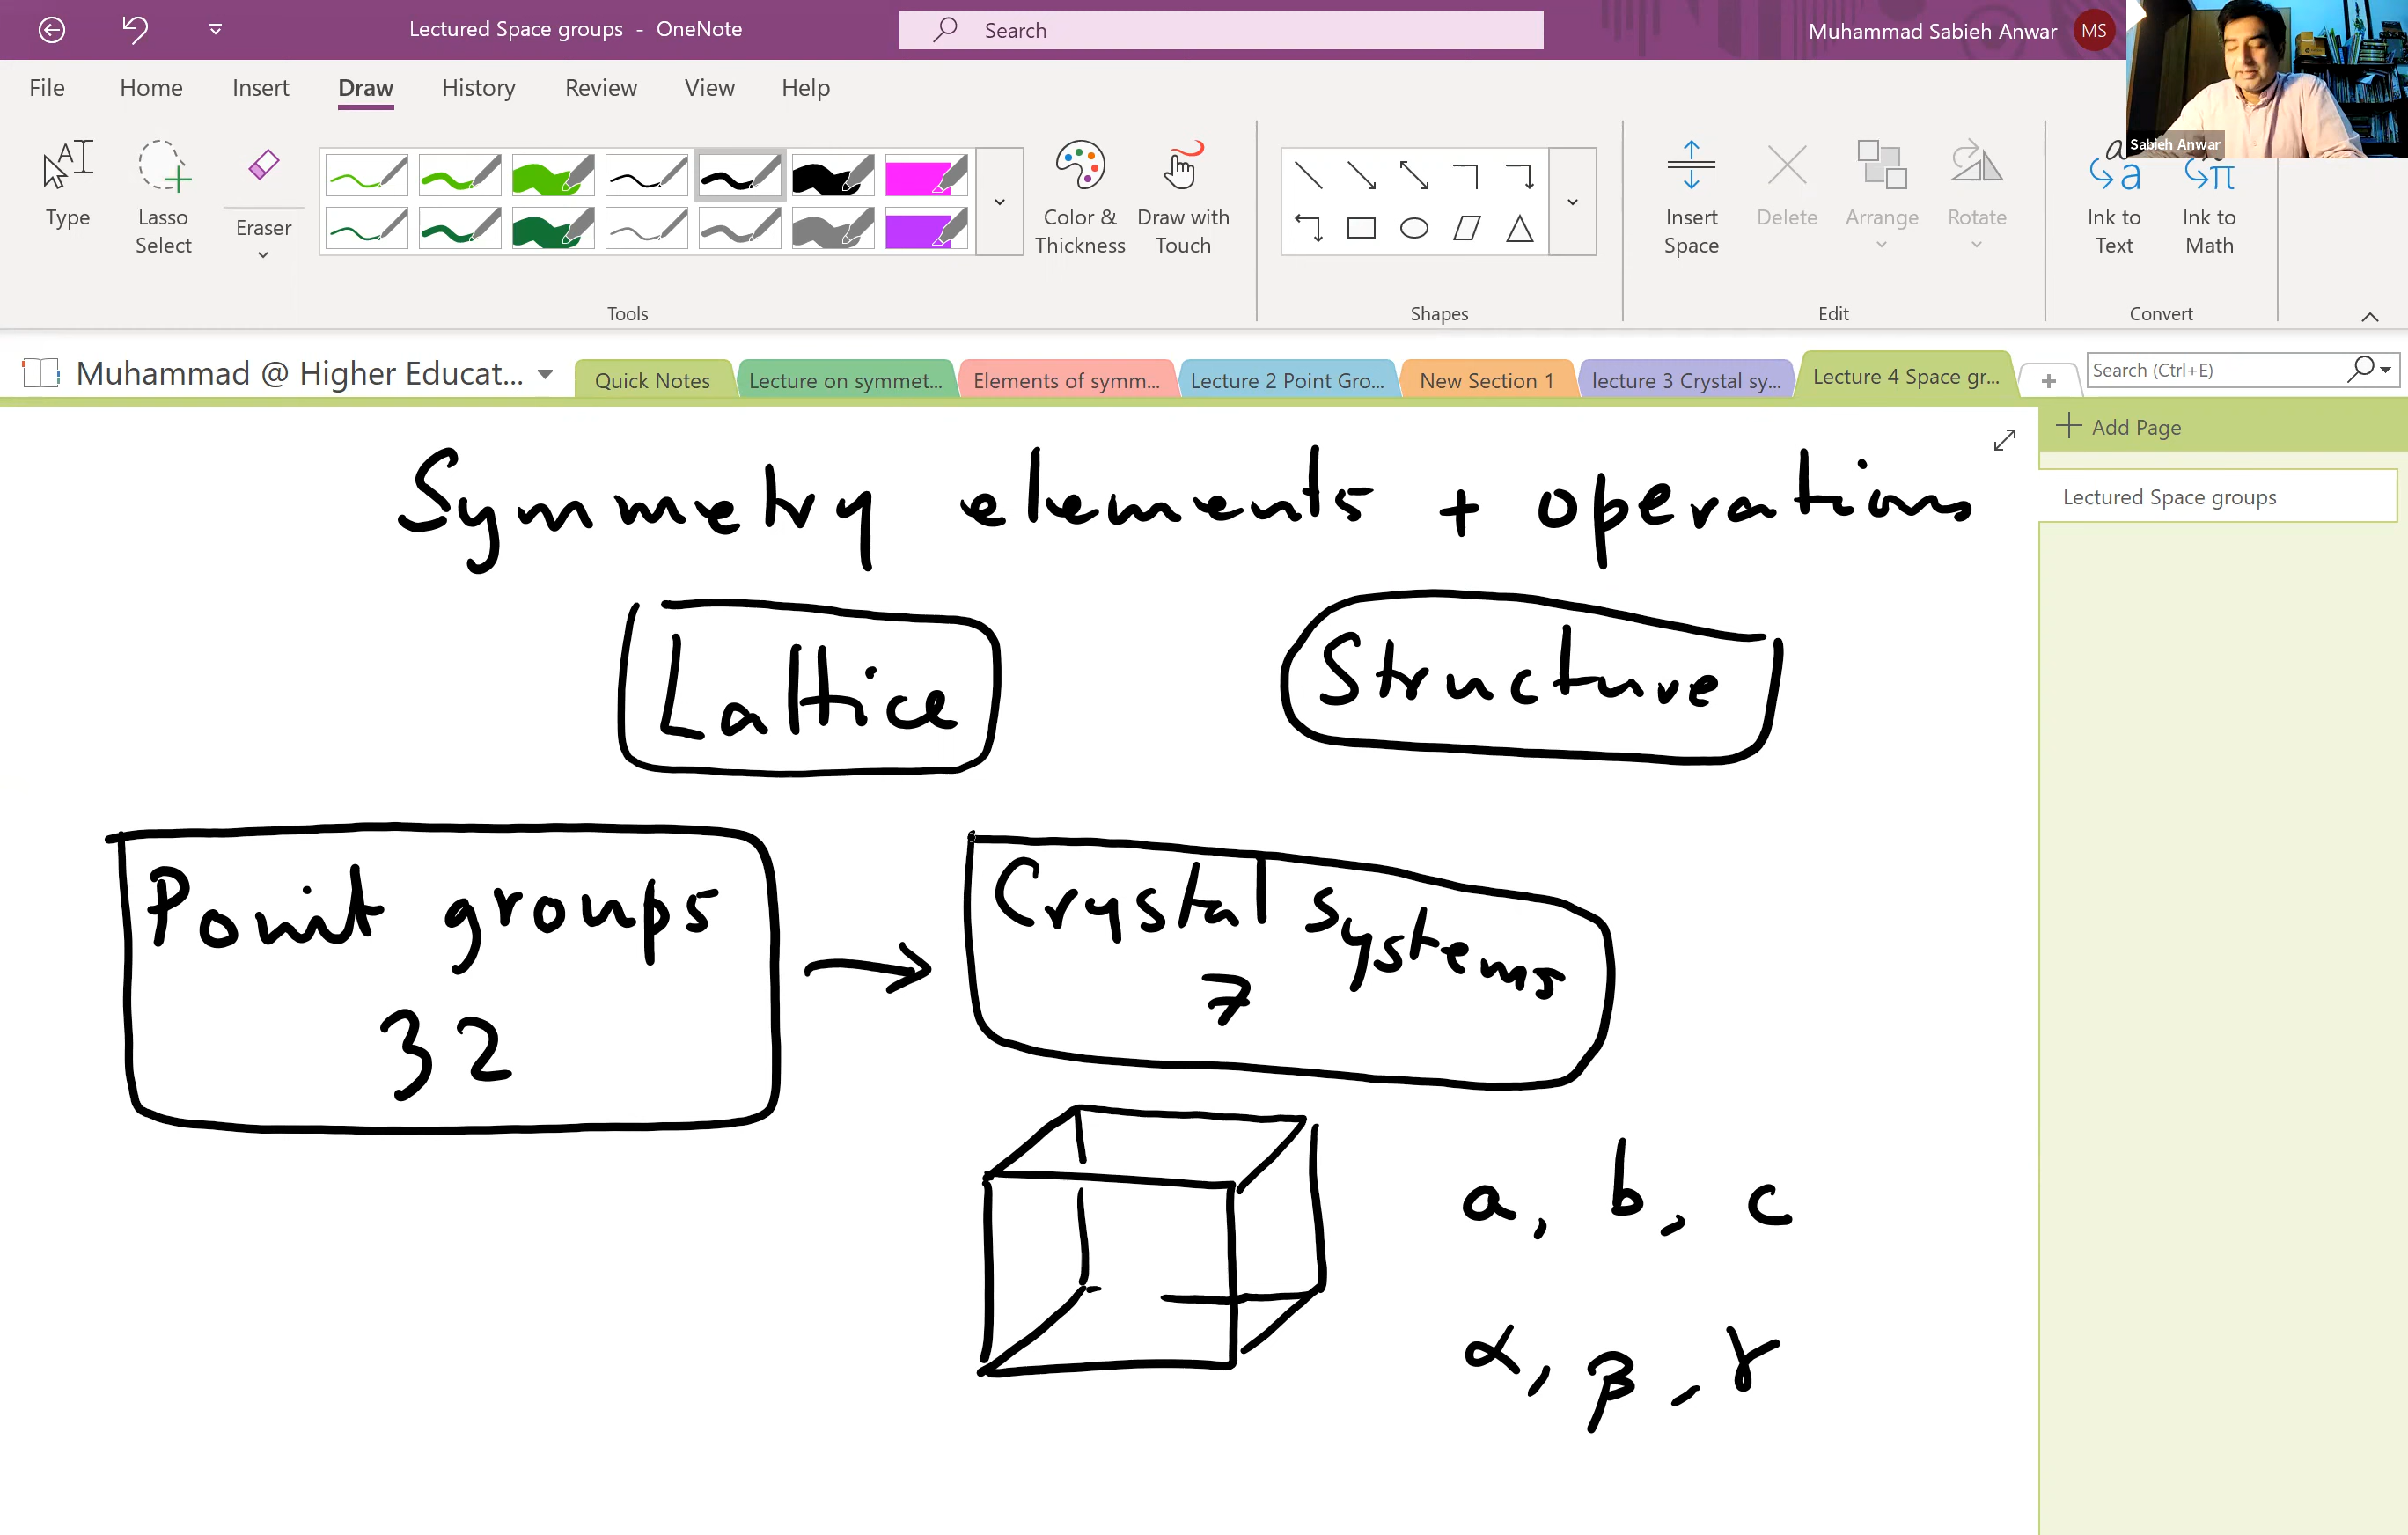 Lectured Space groups - OneNote
Search
Muhammad Sabieh Anwar
MS
Sabieh Anwar
File Home Insert Draw History Review View Help
Type
Lasso Select
Eraser
Color & Thickness
Draw with Touch
Insert Space
Delete
Arrange
Rotate
Ink to Text
Ink to Math
Tools
Shapes
Edit
Convert
Muhammad @ Higher Educat...
Quick Notes
Lecture on symmet...
Elements of symm...
Lecture 2 Point Gro...
New Section 1
lecture 3 Crystal sy...
Lecture 4 Space gr...
+
Search (Ctrl+E)
Add Page
Lectured Space groups
Symmetry elements + operations
Lattice
Structure
Point groups
32
→
Crystal systems
7
a, b, c
α, β, γ